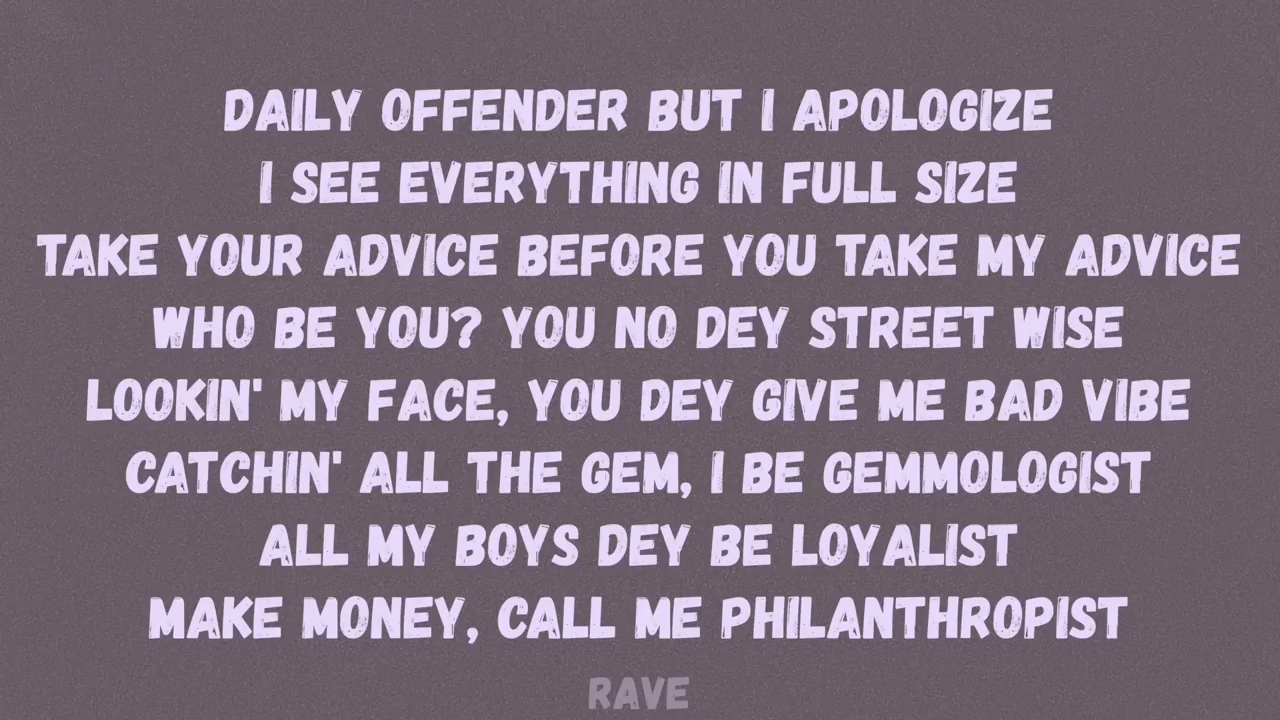 DAILY OFFENDER BUT I APOLOGIZE
I SEE EVERYTHING IN FULL SIZE
TAKE YOUR ADVICE BEFORE YOU TAKE MY ADVICE
WHO BE YOU? YOU NO DEY STREET WISE
LOOKIN' MY FACE, YOU DEY GIVE ME BAD VIBE
CATCHIN' ALL THE GEM, I BE GEMMOLOGIST
ALL MY BOYS DEY BE LOYALIST
MAKE MONEY, CALL ME PHILANTHROPIST
RAVE